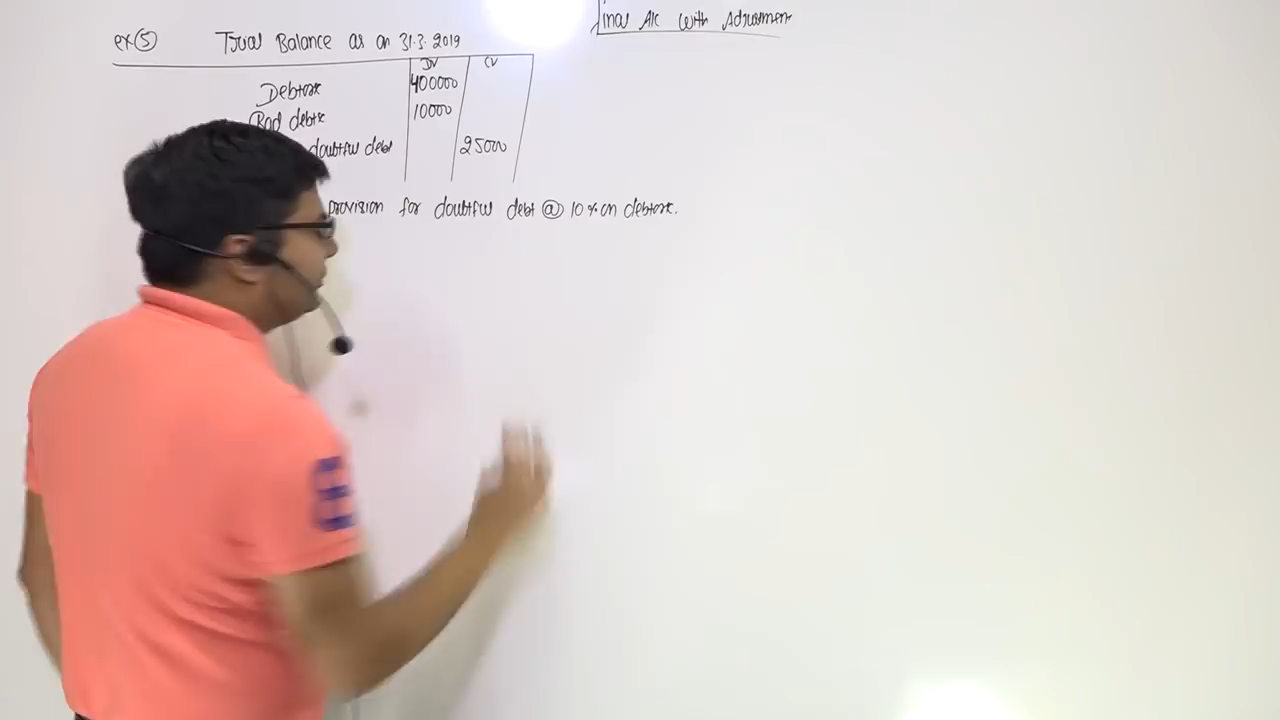 Final A/c with Adjustment
ex ⑤ Trial Balance as on 31.3.2019
Dr Cr
Debtors 400000
Bad debts 10000
doubtful debt 25000
provision for doubtful debt @ 10% on debtors.